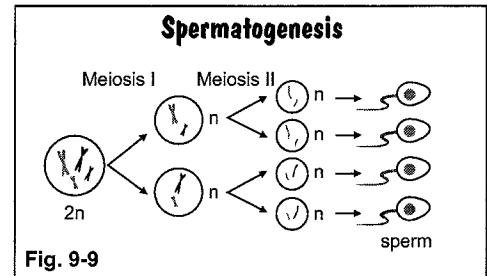 Spermatogenesis
Meiosis I Meiosis II
n
n
n
n
n
n
2n
sperm
Fig. 9-9